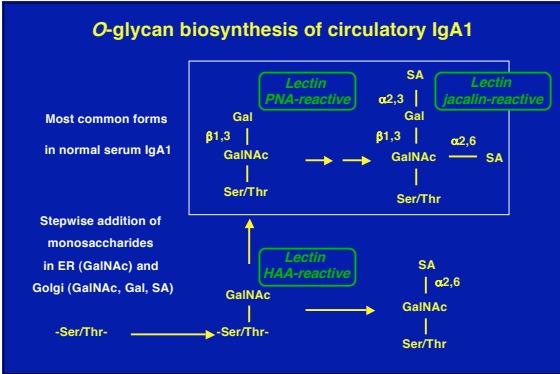 O-glycan biosynthesis of circulatory IgA1
Most common forms
in normal serum IgA1
Lectin
PNA-reactive
Gal
β1,3
GalNAc
Ser/Thr
SA
α2,3
Gal
β1,3
GalNAc
α2,6
SA
Ser/Thr
Lectin
jacalin-reactive
Stepwise addition of
monosaccharides
in ER (GalNAc) and
Golgi (GalNAc, Gal, SA)
Lectin
HAA-reactive
GalNAc
-Ser/Thr-
-Ser/Thr-
SA
α2,6
GalNAc
Ser/Thr